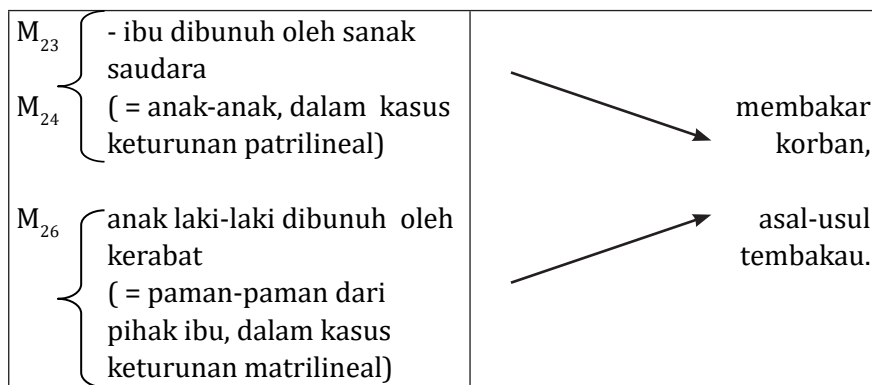 M23 - ibu dibunuh oleh sanak
saudara
M24 ( = anak-anak, dalam kasus
keturunan patrilineal)
M26 anak laki-laki dibunuh oleh
kerabat
( = paman-paman dari
pihak ibu, dalam kasus
keturunan matrilineal)
membakar
korban,
asal-usul
tembakau.